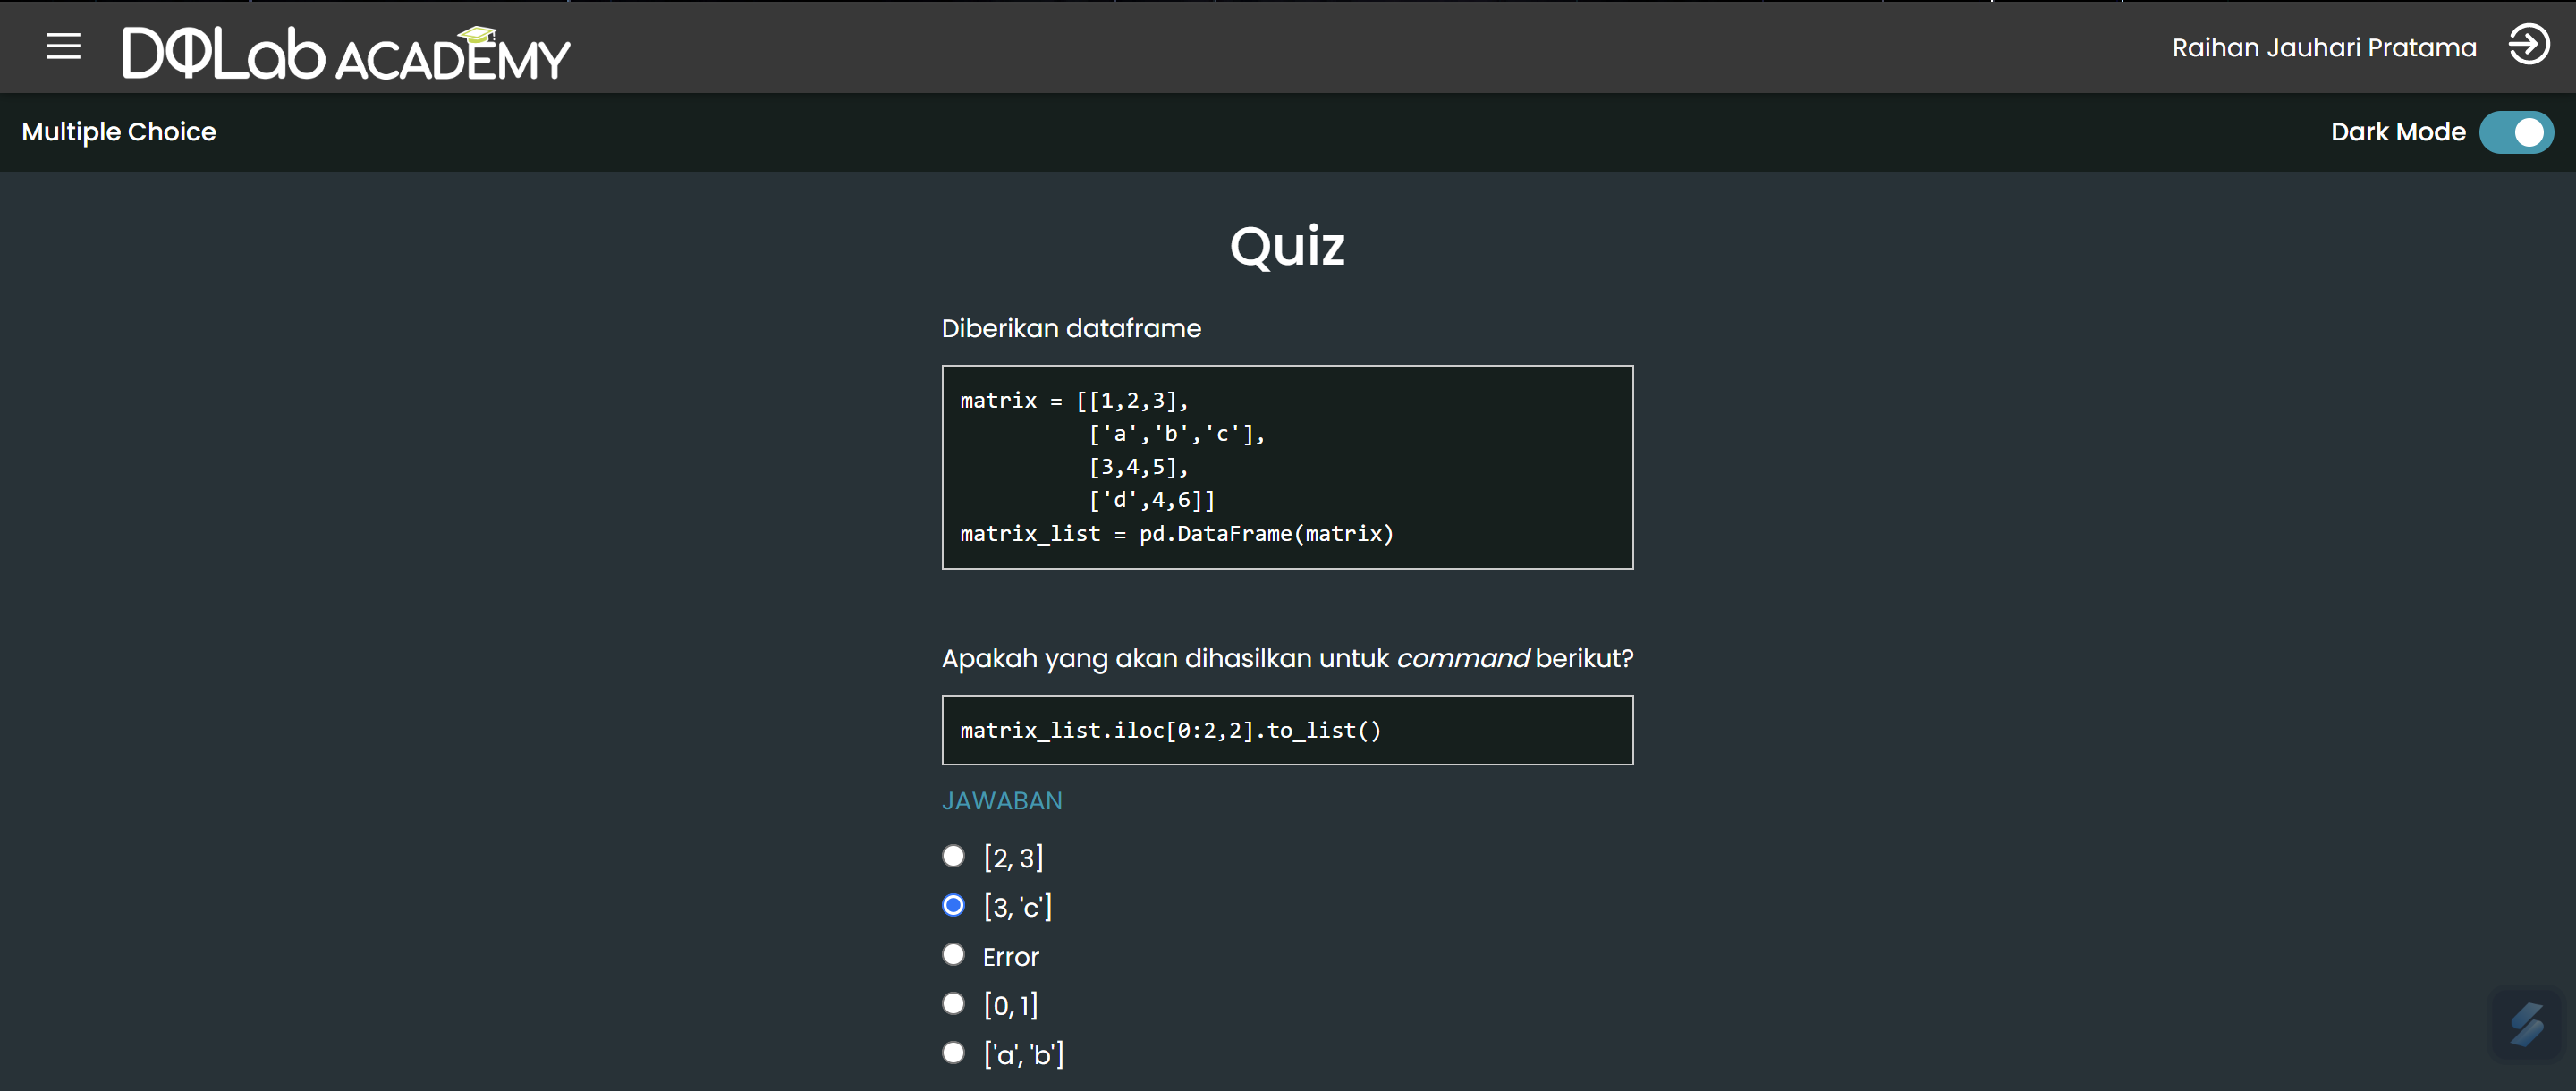 DQLab ACADEMY
Raihan Jauhari Pratama
Multiple Choice
Dark Mode
Quiz
Diberikan dataframe
matrix = [[1,2,3],
          ['a','b','c'],
          [3,4,5],
          ['d',4,6]]
matrix_list = pd.DataFrame(matrix)
Apakah yang akan dihasilkan untuk command berikut?
matrix_list.iloc[0:2,2].to_list()
JAWABAN
[2, 3]
[3, 'c']
Error
[0, 1]
['a', 'b']